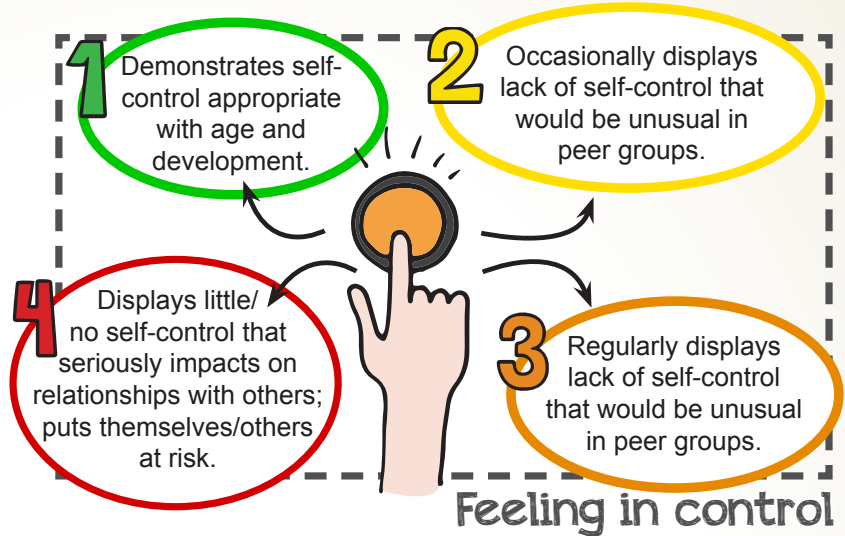 1
Demonstrates self-
control appropriate
with age and
development.
2
Occasionally displays
lack of self-control that
would be unusual in
peer groups.
3
Regularly displays
lack of self-control
that would be unusual
in peer groups.
4
Displays little/
no self-control that
seriously impacts on
relationships with others;
puts themselves/others
at risk.
Feeling in control